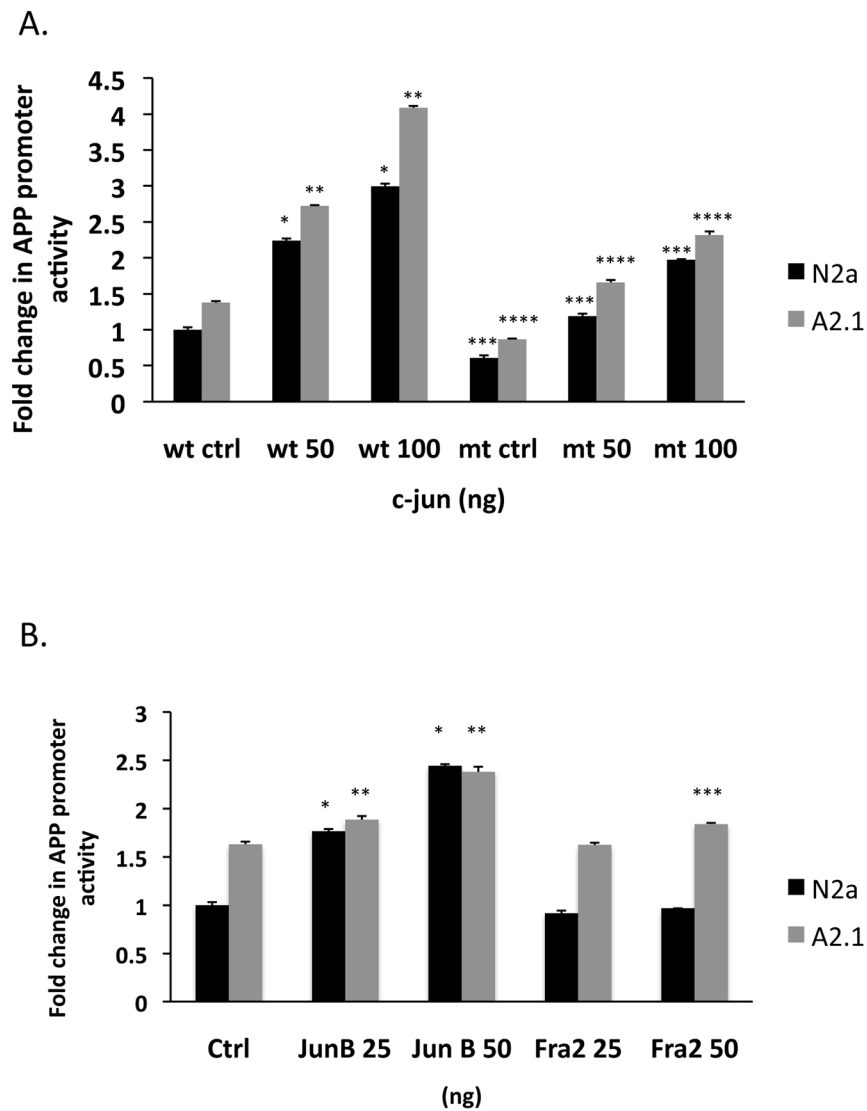 A.
Fold change in APP promoter
activity
4.5
4
3.5
3
2.5
2
1.5
1
0.5
0
*
**
*
**
***
****
***
****
***
****
wt ctrl wt 50 wt 100 mt ctrl mt 50 mt 100
c-jun (ng)
N2a
A2.1
B.
Fold change in APP promoter
activity
3
2.5
2
1.5
1
0.5
0
*
**
*
**
***
Ctrl JunB 25 Jun B 50 Fra2 25 Fra2 50
(ng)
N2a
A2.1